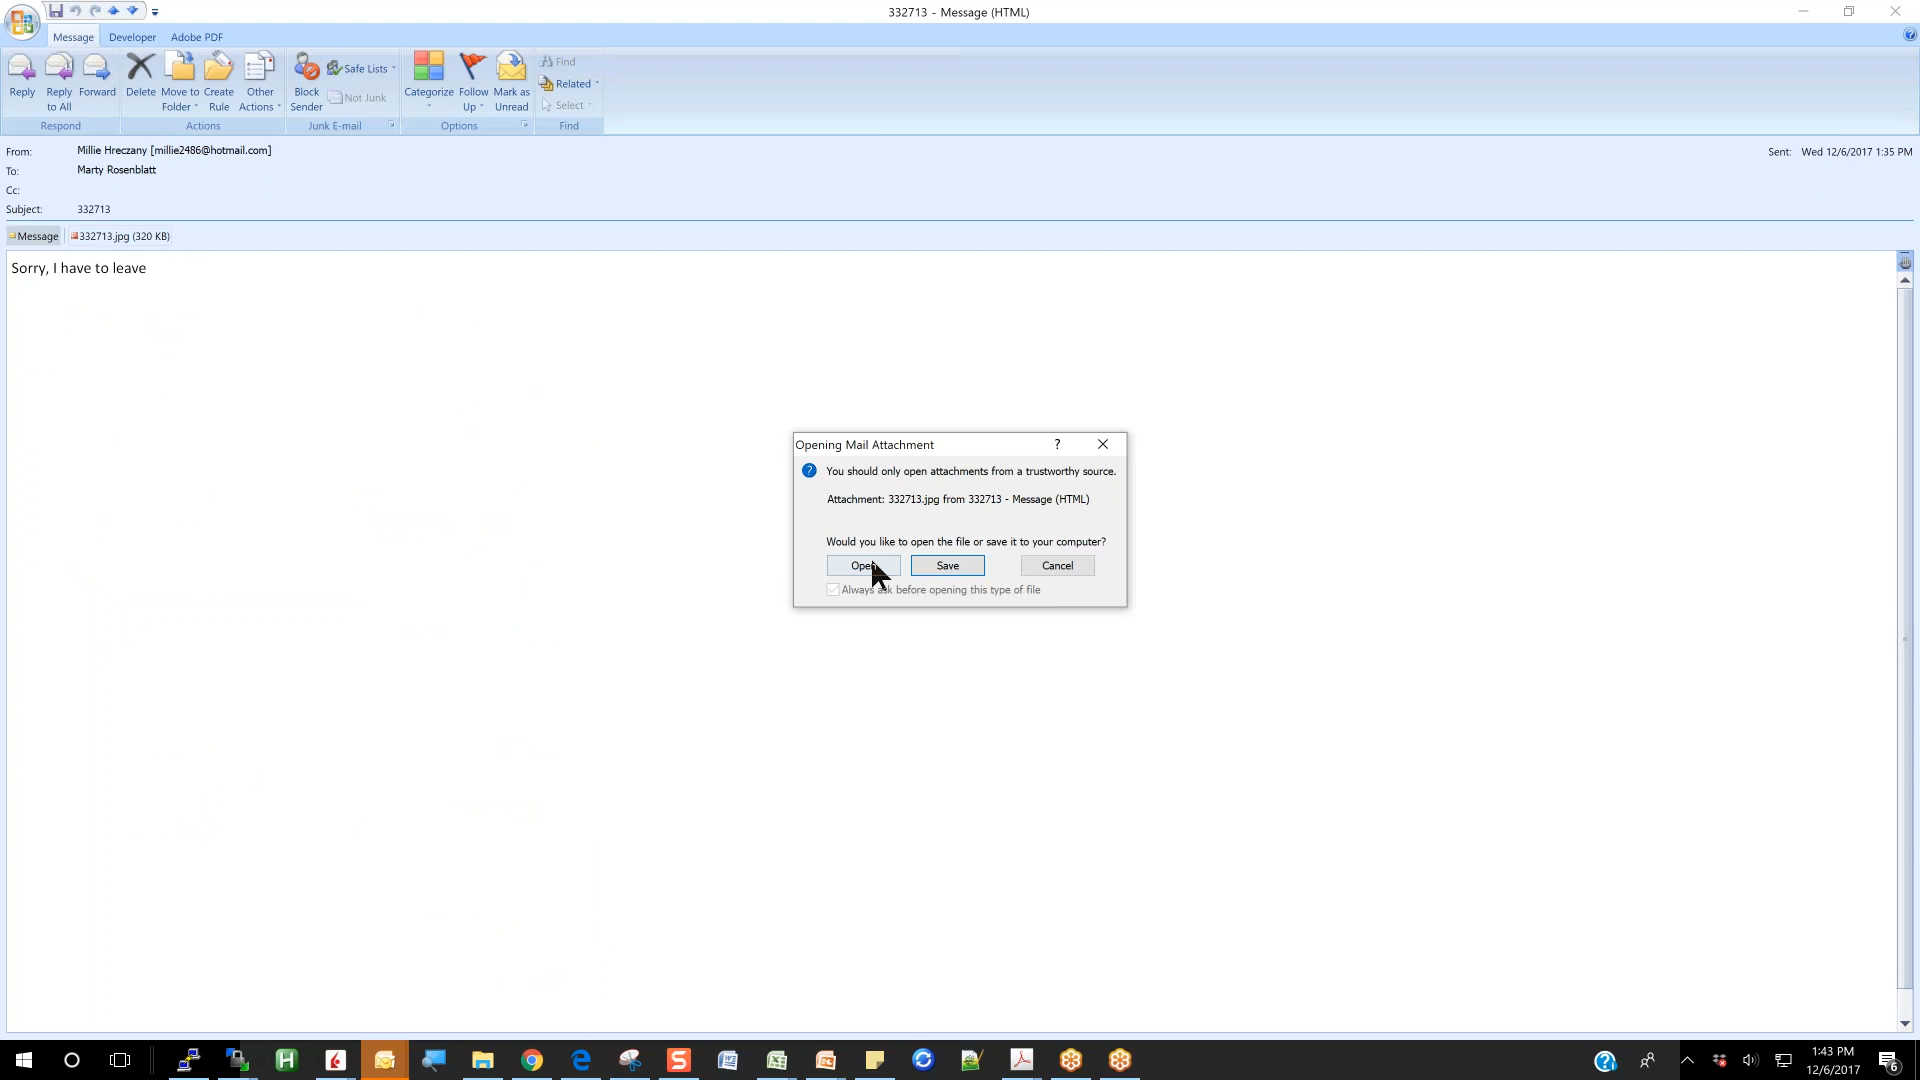 332713 - Message (HTML)
Message Developer Adobe PDF
Reply
Reply to All
Forward
Delete
Move to Folder
Create Rule
Other Actions
Block Sender
Safe Lists
Not Junk
Categorize
Follow Up
Mark as Unread
Find
Related
Select
Respond Actions Junk E-mail Options Find
From: Millie Hreczany [millie2486@hotmail.com] Sent: Wed 12/6/2017 1:35 PM
To: Marty Rosenblatt
Cc:
Subject: 332713
Message 332713.jpg (320 KB)
Sorry, I have to leave
Opening Mail Attachment ?
You should only open attachments from a trustworthy source.
Attachment: 332713.jpg from 332713 - Message (HTML)
Would you like to open the file or save it to your computer?
Open Save Cancel
Always ask before opening this type of file
1:43 PM
12/6/2017
6